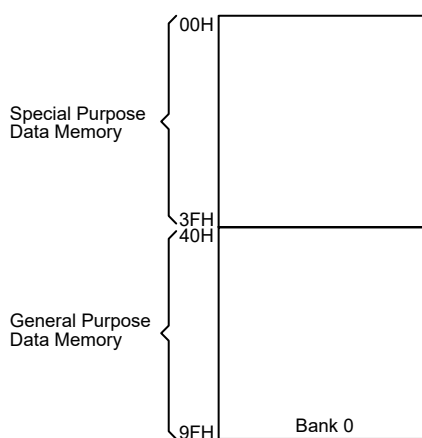 00H
Special Purpose
Data Memory
3FH
40H
General Purpose
Data Memory
9FH
Bank 0